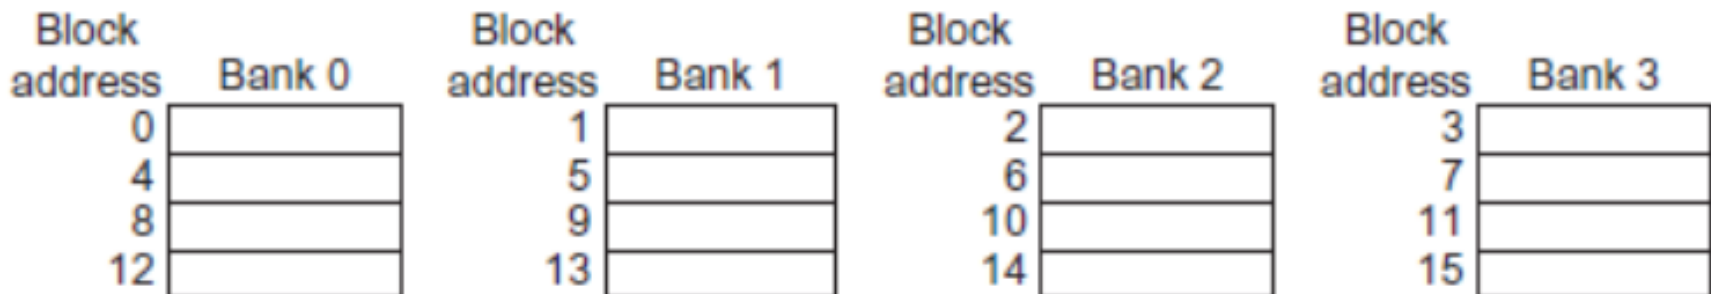 Block Block Block Block
address Bank 0 address Bank 1 address Bank 2 address Bank 3
0 1 2 3
4 5 6 7
8 9 10 11
12 13 14 15